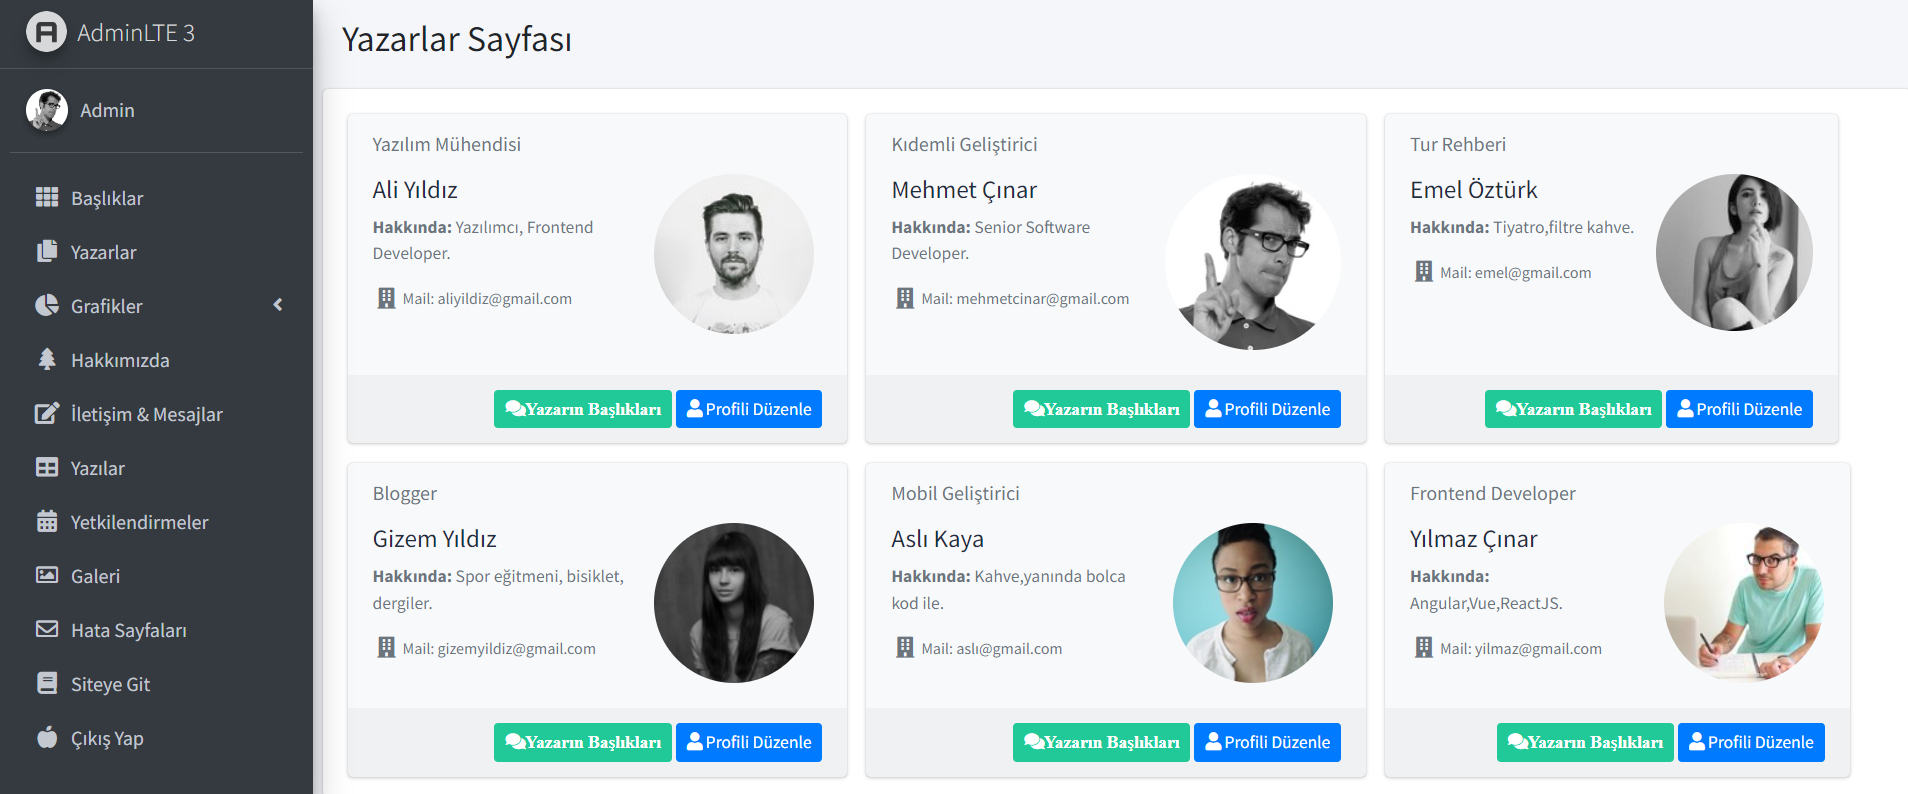 AdminLTE 3
Admin
Başlıklar
Yazarlar
Grafikler
Hakkımızda
İletişim & Mesajlar
Yazılar
Yetkilendirmeler
Galeri
Hata Sayfaları
Siteye Git
Çıkış Yap
Yazarlar Sayfası
Yazılım Mühendisi
Ali Yıldız
Hakkında: Yazılımcı, Frontend
Developer.
Mail: aliyildiz@gmail.com
Yazarın Başlıkları
Profili Düzenle
Kıdemli Geliştirici
Mehmet Çınar
Hakkında: Senior Software
Developer.
Mail: mehmetcinar@gmail.com
Yazarın Başlıkları
Profili Düzenle
Tur Rehberi
Emel Öztürk
Hakkında: Tiyatro,filtre kahve.
Mail: emel@gmail.com
Yazarın Başlıkları
Profili Düzenle
Blogger
Gizem Yıldız
Hakkında: Spor eğitmeni, bisiklet,
dergiler.
Mail: gizemyildiz@gmail.com
Yazarın Başlıkları
Profili Düzenle
Mobil Geliştirici
Aslı Kaya
Hakkında: Kahve,yanında bolca
kod ile.
Mail: aslı@gmail.com
Yazarın Başlıkları
Profili Düzenle
Frontend Developer
Yılmaz Çınar
Hakkında:
Angular,Vue,ReactJS.
Mail: yilmaz@gmail.com
Yazarın Başlıkları
Profili Düzenle